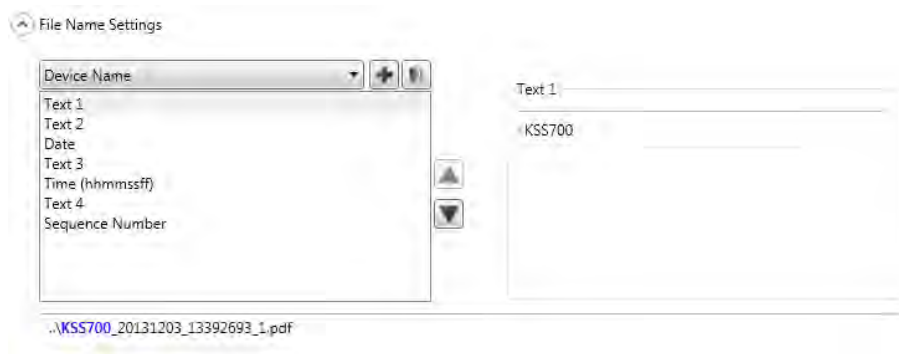 File Name Settings
Device Name
Text 1
Text 2
Date
Text 3
Time (hhmmssff)
Text 4
Sequence Number
Text 1
KSS700
..\KSS700_20131203_13392693_1.pdf